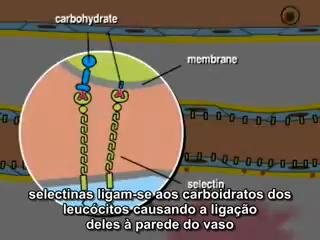 carbohydrate
membrane
selectin
selectinas ligam-se aos carboidratos dos
leucócitos causando a ligação
deles à parede do vaso